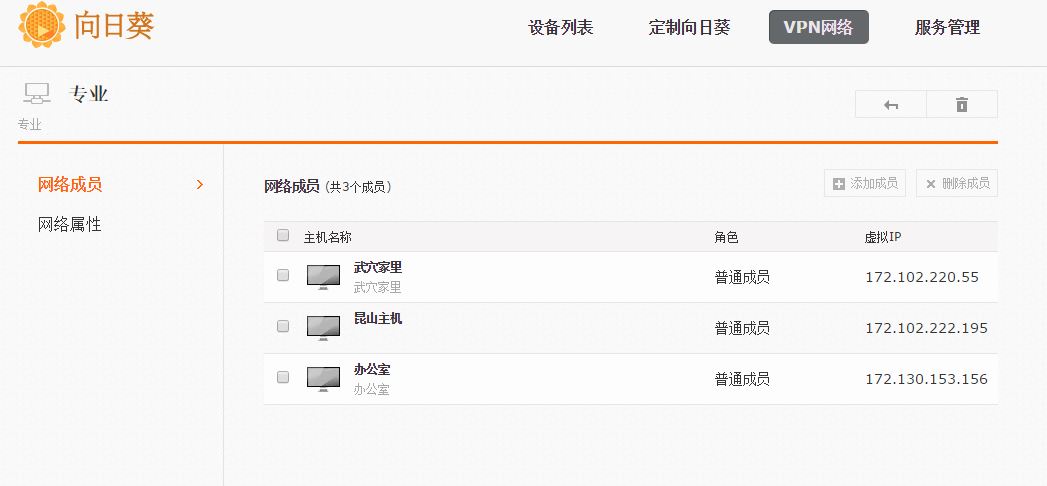 向日葵
设备列表 定制向日葵 VPN网络 服务管理
专业
专业
网络成员
网络属性
网络成员 (共3个成员)
添加成员 删除成员
主机名称 角色 虚拟IP
武穴家里
武穴家里
普通成员 172.102.220.55
昆山主机
普通成员 172.102.222.195
办公室
办公室
普通成员 172.130.153.156